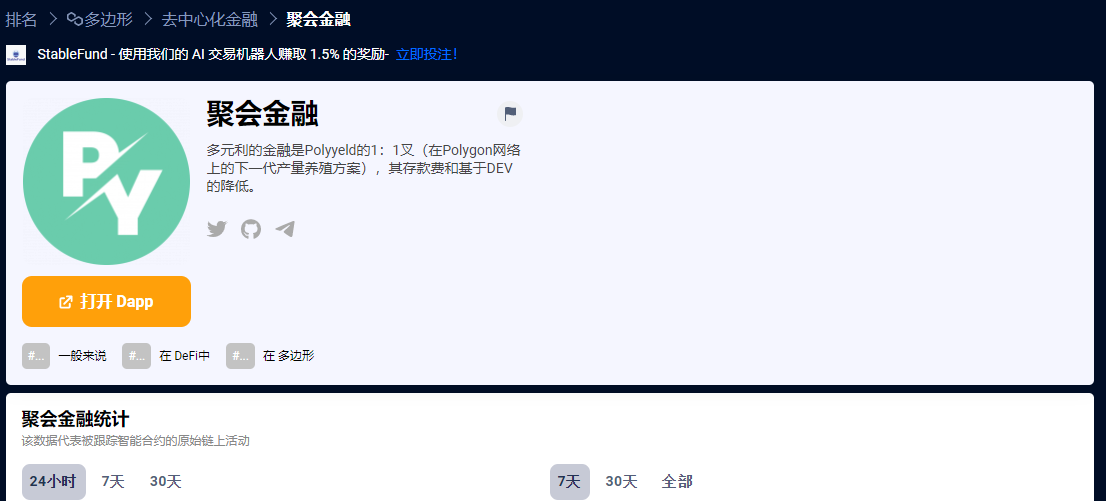 排名 > 多边形 > 去中心化金融 > 聚会金融
StableFund - 使用我们的 AI 交易机器人赚取 1.5% 的奖励- 立即投注！
PY
聚会金融
多元利的金融是Polyyeld的1：1叉（在Polygon网络
上的下一代产量养殖方案），其存款费和基于DEV
的降低。
打开 Dapp
#... 一般来说 #... 在 DeFi中 #... 在 多边形
聚会金融统计
该数据代表被跟踪智能合约的原始链上活动
24小时 7天 30天 7天 30天 全部